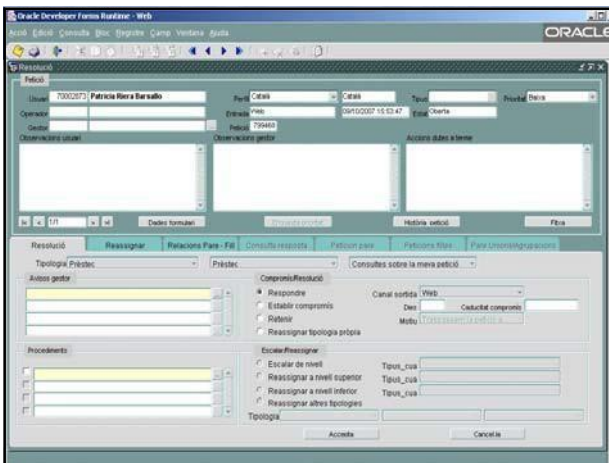 Oracle Developer Forms Runtime - Web
Acció Edició Consulta Bloc Registre Camp Ventana Ajuda
ORACLE
Resolució
Petició
Usuari 70002873 Patricia Riera Barsallo Perfil Català Català Tipus Prioritat Baixa
Operador Entrada Web 09/10/2007 15:53:47 Estat Oberta
Gestor Petició 799460
Observacions usuari Observacions gestor Accions dutes a terme
1/1 Dades formulari Història petició Fitxa
Resolució Reassignar Relacions Pare - Fill Consulta resposta Peticion pare Peticions filles
Tipologia Préstec Préstec Consultes sobre la meva petició
Avisos gestor Compromís/Resolució
Respondre Canal sortida Web
Establir compromís Dies Caducitat compromís
Retenir Motiu
Reassignar tipologia pròpia
Procediments Escalar/Reassignar
Escalar de nivell Tipus_cua
Reassignar a nivell superior Tipus_cua
Reassignar a nivell inferior Tipus_cua
Reassignar altres tipologies
Tipologia
Accepta Cancel.la